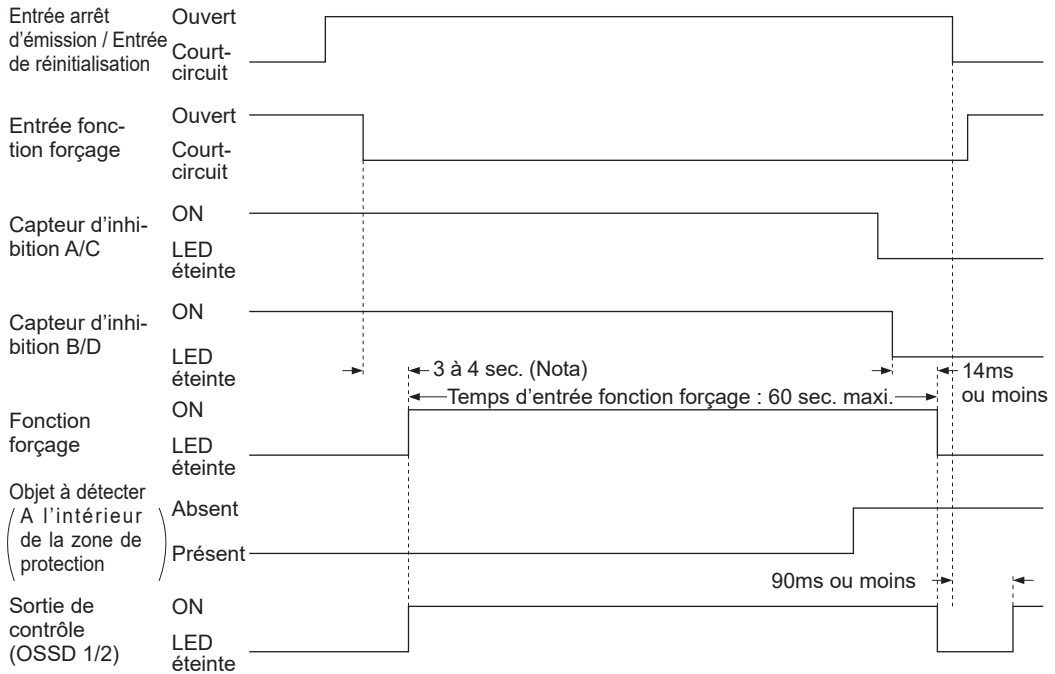 Entrée arrêt
d’émission / Entrée
de réinitialisation
Ouvert
Court-
circuit
Entrée fonc-
tion forçage
Ouvert
Court-
circuit
Capteur d’inhi-
bition A/C
ON
LED
éteinte
Capteur d’inhi-
bition B/D
ON
LED
éteinte
3 à 4 sec. (Nota)
14ms
ou moins
Temps d’entrée fonction forçage : 60 sec. maxi.
Fonction
forçage
ON
LED
éteinte
Objet à détecter
A l’intérieur
de la zone de
protection
Absent
Présent
90ms ou moins
Sortie de
contrôle
(OSSD 1/2)
ON
LED
éteinte